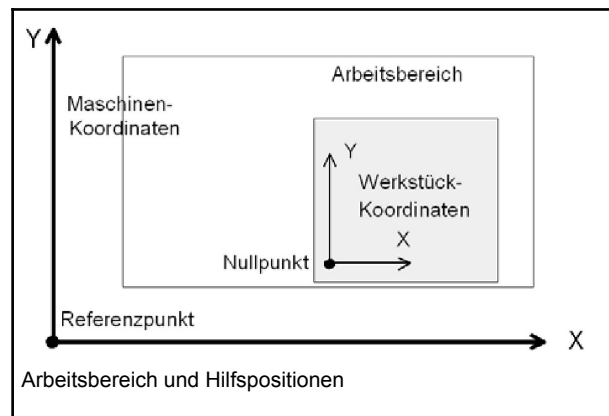 Y
Arbeitsbereich
Maschinen-
Koordinaten
Y
Werkstück-
Koordinaten
X
Nullpunkt
Referenzpunkt
X
Arbeitsbereich und Hilfspositionen